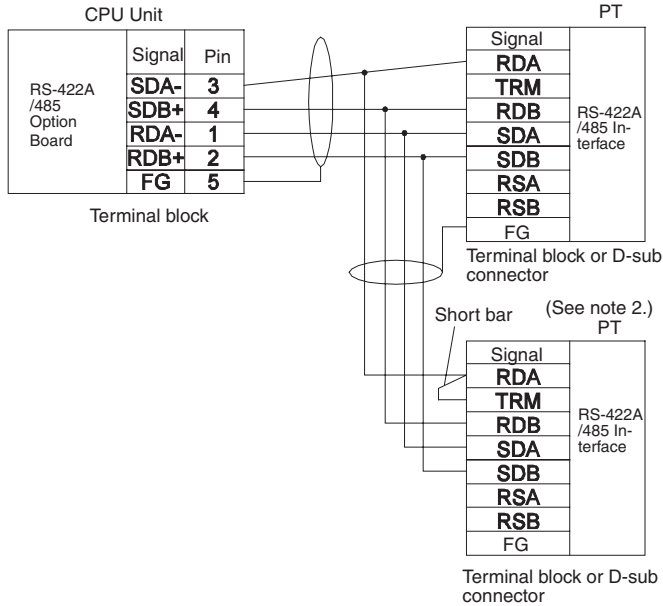 CPU Unit
RS-422A
/485
Option
Board
Signal Pin
SDA- 3
SDB+ 4
RDA- 1
RDB+ 2
FG 5
Terminal block
PT
Signal
RDA
TRM
RDB
SDA
SDB
RSA
RSB
FG
RS-422A
/485 In-
terface
Terminal block or D-sub
connector
Short bar
(See note 2.)
PT
Signal
RDA
TRM
RDB
SDA
SDB
RSA
RSB
FG
RS-422A
/485 In-
terface
Terminal block or D-sub
connector